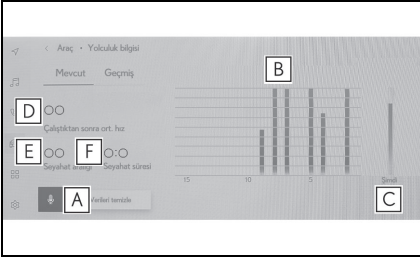 < Araç • Yolculuk bilgisi
Mevcut Geçmiş
B
D
Çalıştıktan sonra ort. hız
E F
Seyahat aralığı Seyahat süresi
15 10 5 Şimdi
A Verileri temizle
C